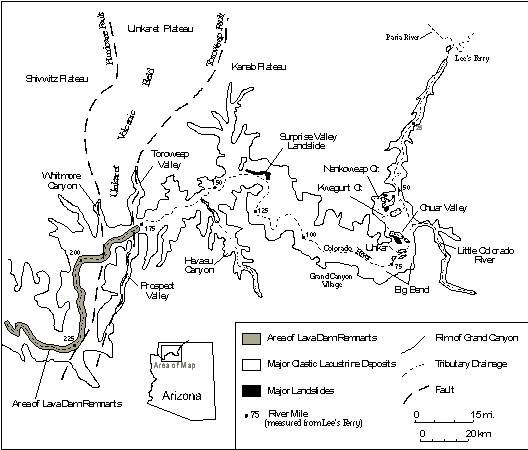 Uinkaret Plateau
Hurricane Fault
Toroweap Fault
Paria River
Lee's Ferry
Shivwitz Plateau
Kanab Plateau
Uinkaret Volcanic Field
Surprise Valley
Landslide
Toroweap
Valley
Whitmore
Canyon
Nankoweap Ct
Kwagunt Ct
Chuar Valley
150
50
125
175
100
200
Colorado River
Unkar
75
Little Colorado
River
Havasu
Canyon
Grand Canyon
Village
Prospect
Valley
Big Bend
225
Area of Lava Dam Remnants
Area of Map
Arizona
Area of Lava Dam Remnants
Major Clastic Lacustrine Deposits
Major Landslides
75 River Mile
(measured from Lee's Ferry)
Rim of Grand Canyon
Tributary Drainage
Fault
0 15 mi.
0 20 km